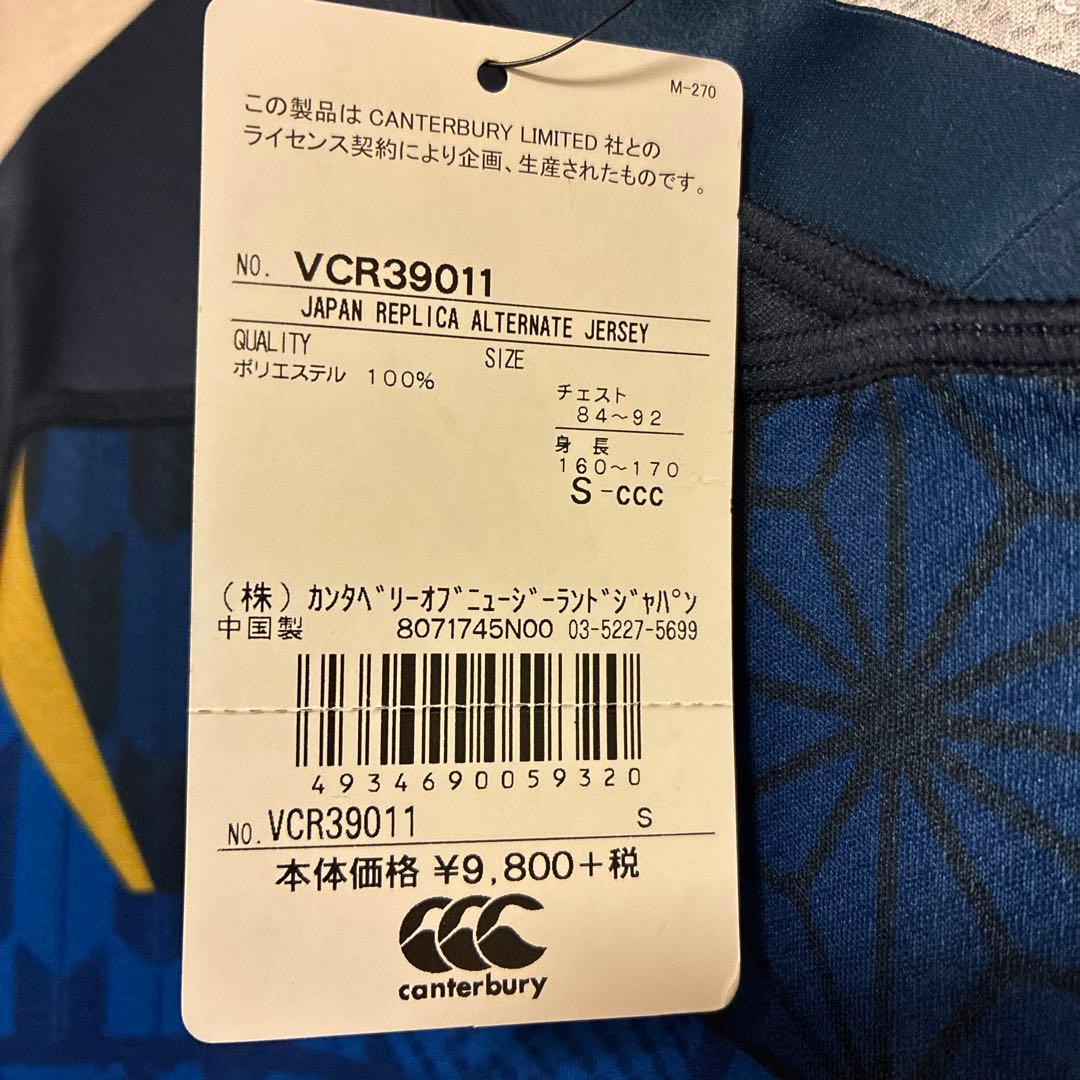 M-270
この製品は CANTERBURY LIMITED 社との
ライセンス契約により企画、生産されたものです。
NO. VCR39011
JAPAN REPLICA ALTERNATE JERSEY
QUALITY SIZE
ポリエステル 100%
チェスト
84～92
身 長
160～170
S-CCC
(株) ｶﾝﾀﾍﾞﾘｰｵﾌﾞﾆｭｰｼﾞｰﾗﾝﾄﾞｼﾞｬﾊﾟﾝ
中国製 8071745N00 03-5227-5699
4934690059320
NO. VCR39011 S
本体価格 ¥9,800+税
canterbury